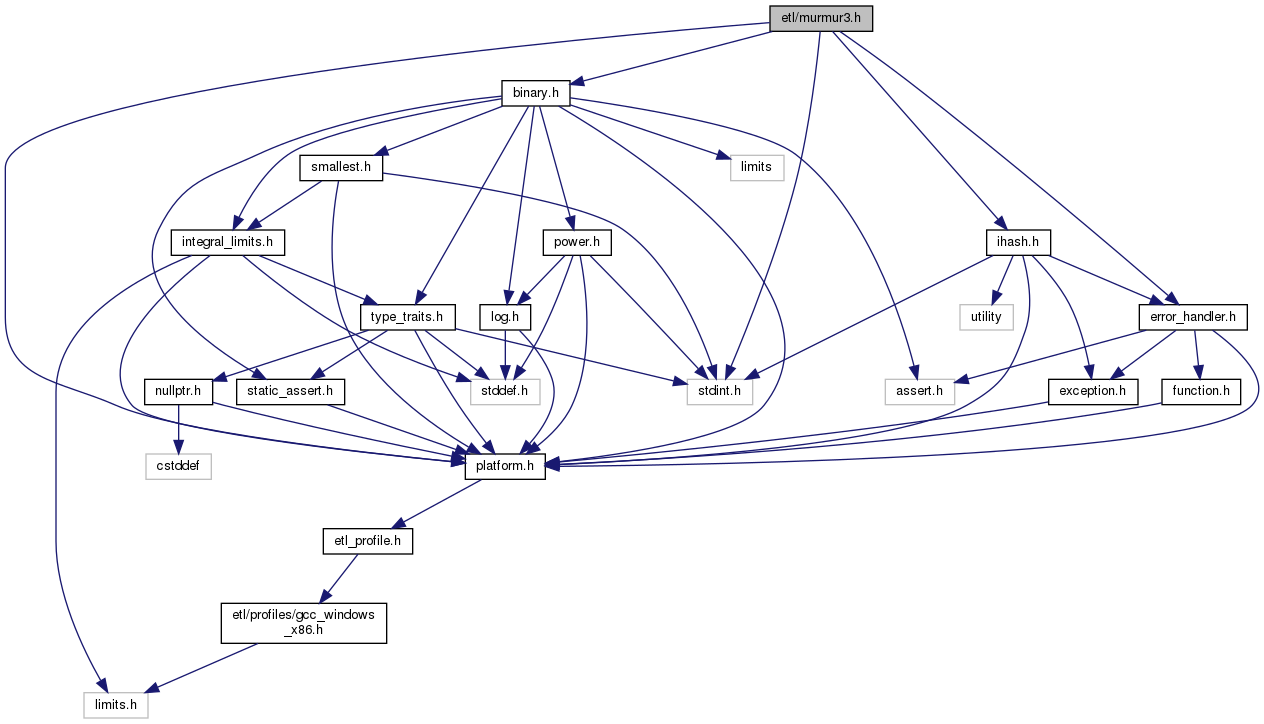 etl/murmur3.h
binary.h
smallest.h
limits
integral_limits.h
power.h
ihash.h
type_traits.h
log.h
utility
error_handler.h
nullptr.h
static_assert.h
stddef.h
stdint.h
assert.h
exception.h
function.h
cstddef
platform.h
etl_profile.h
etl/profiles/gcc_windows
_x86.h
limits.h